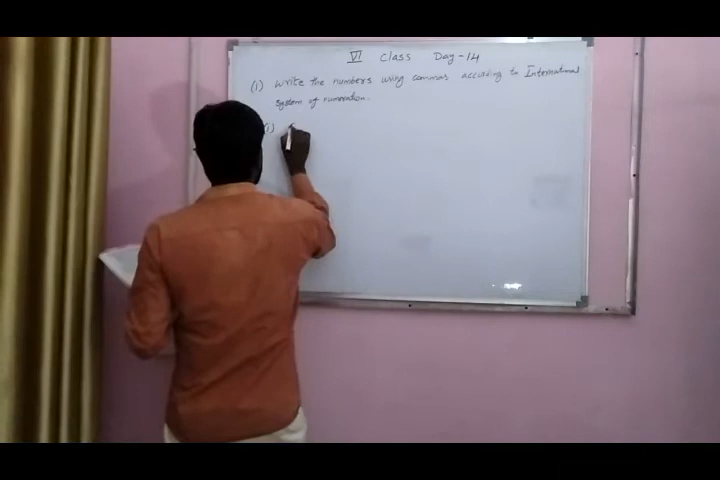 VI Class Day-14
(1) Write the numbers using commas according to International
system of numeration.
(i)